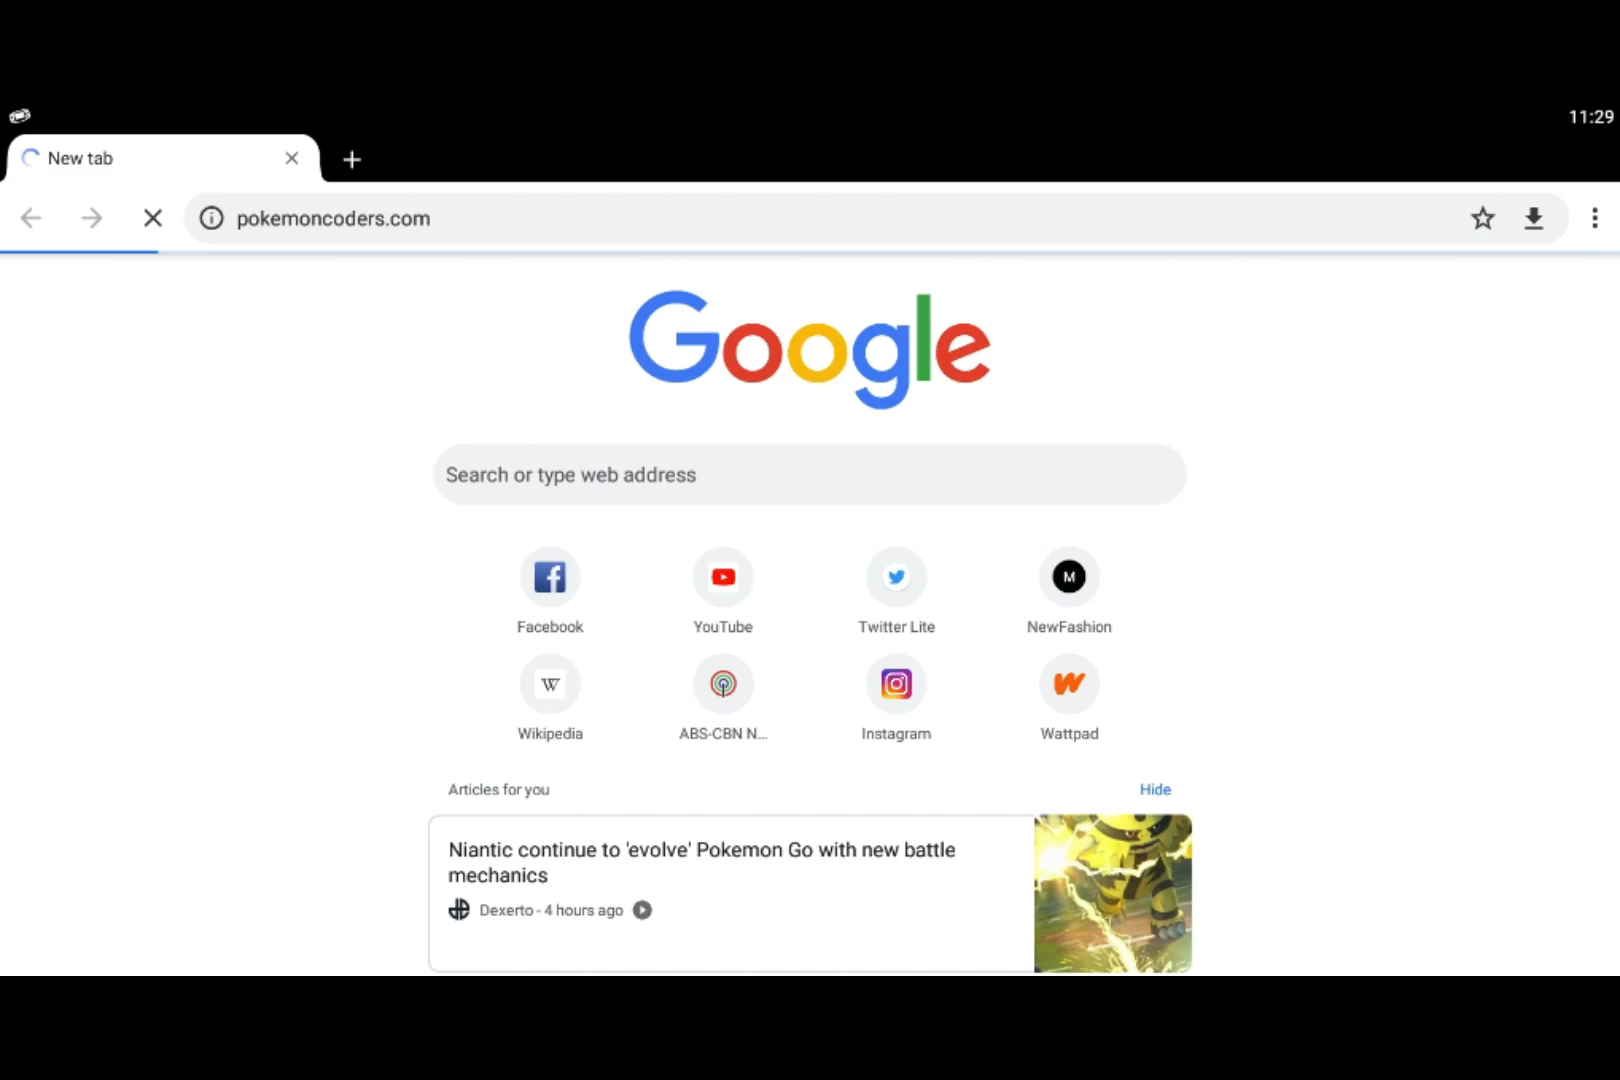 11:29
New tab
pokemoncoders.com
Google
Search or type web address
Facebook
YouTube
Twitter Lite
M
NewFashion
W
Wikipedia
ABS-CBN N...
Instagram
Wattpad
Articles for you
Hide
Niantic continue to 'evolve' Pokemon Go with new battle
mechanics
Dexerto - 4 hours ago